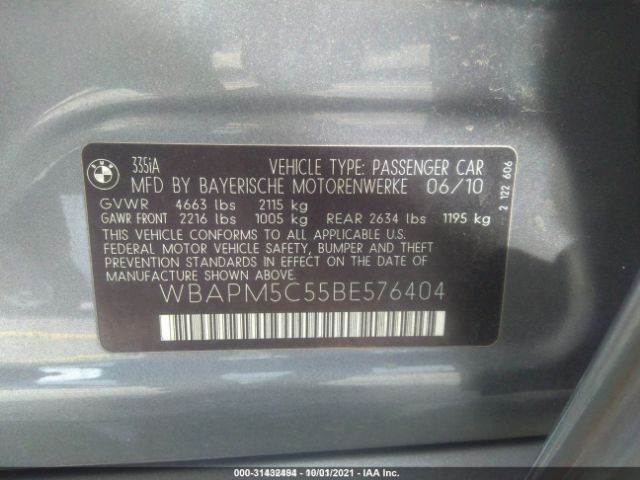 BMW
335iA VEHICLE TYPE: PASSENGER CAR
MFD BY BAYERISCHE MOTORENWERKE 06/10
GVWR 4663 lbs 2115 kg
GAWR FRONT 2216 lbs 1005 kg REAR 2634 lbs 1195 kg
THIS VEHICLE CONFORMS TO ALL APPLICABLE U.S.
FEDERAL MOTOR VEHICLE SAFETY, BUMPER AND THEFT
PREVENTION STANDARDS IN EFFECT ON THE DATE OF
MANUFACTURE SHOWN ABOVE.
WBAPM5C55BE576404
2 122 606
000-31432494 - 10/01/2021 - IAA Inc.